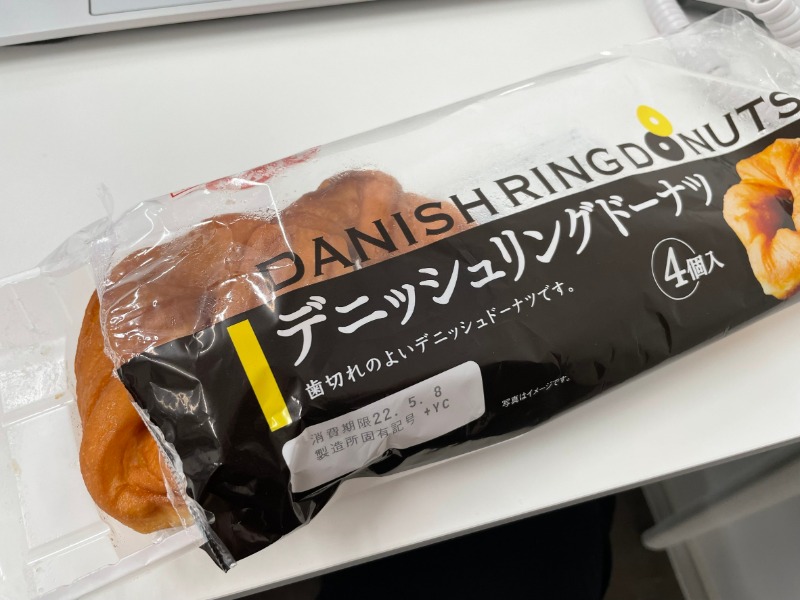 DANISH RING DONUTS
デニッシュリングドーナツ
4個入
歯切れのよいデニッシュドーナツです。
消費期限22.5.8
製造所固有記号 +YC
写真はイメージです。